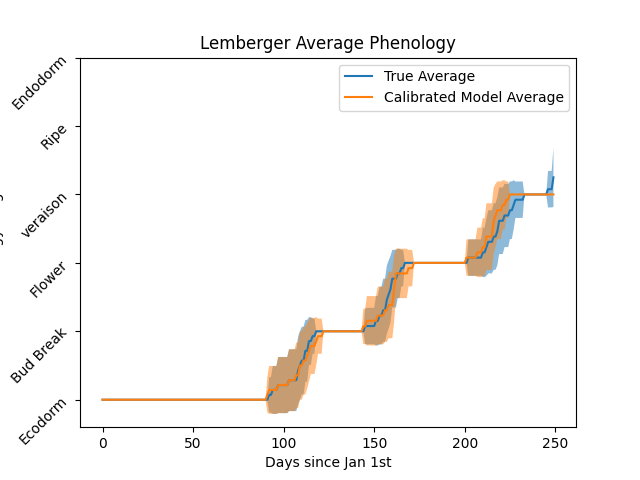 Lemberger Average Phenology
True Average
Calibrated Model Average
Endodorm
Ripe
veraison
Flower
Bud Break
Ecodorm
0 50 100 150 200 250
Days since Jan 1st